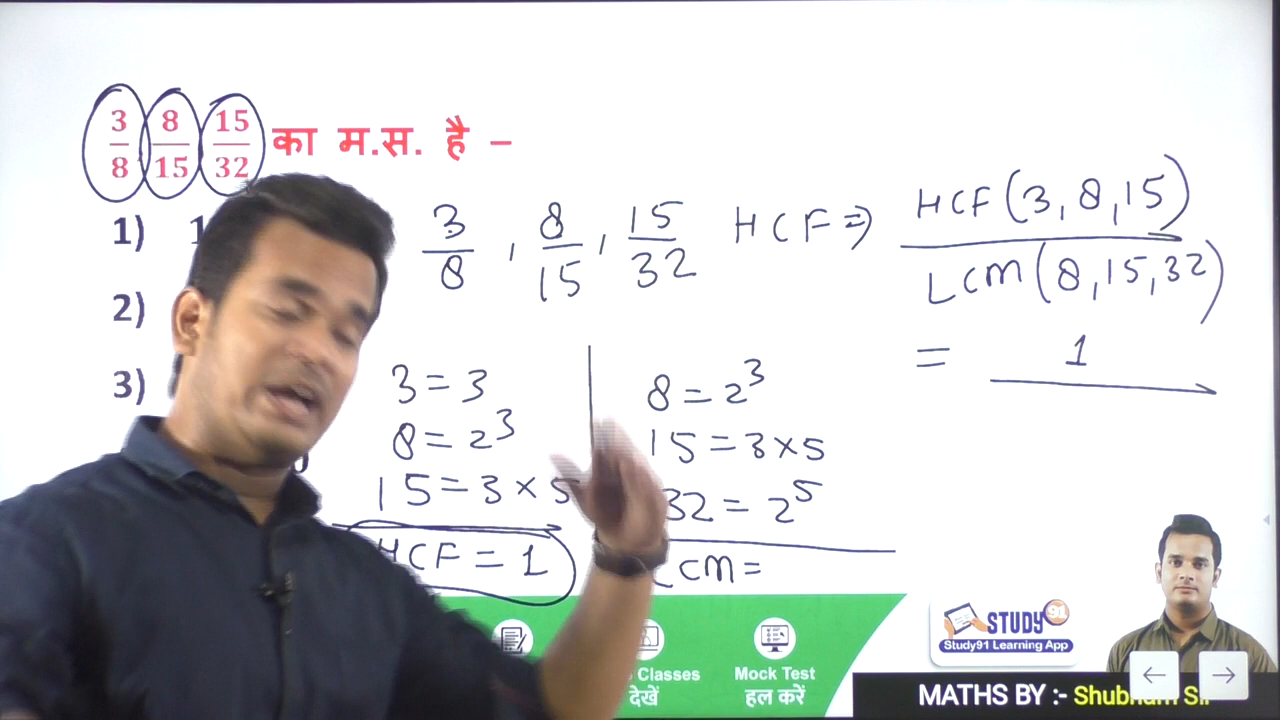 3/8 8/15 15/32 का म.स. है –
1) 1
2)
3)
3/8 , 8/15 , 15/32 HCF ⇒ HCF(3,8,15) / LCM(8,15,32)
= 1
3 = 3
8 = 2³
15 = 3 × 5
HCF = 1
8 = 2³
15 = 3×5
32 = 2⁵
LCM =
Classes
देखें
Mock Test
हल करें
STUDY 91
Study91 Learning App
MATHS BY :- Shubham Sir